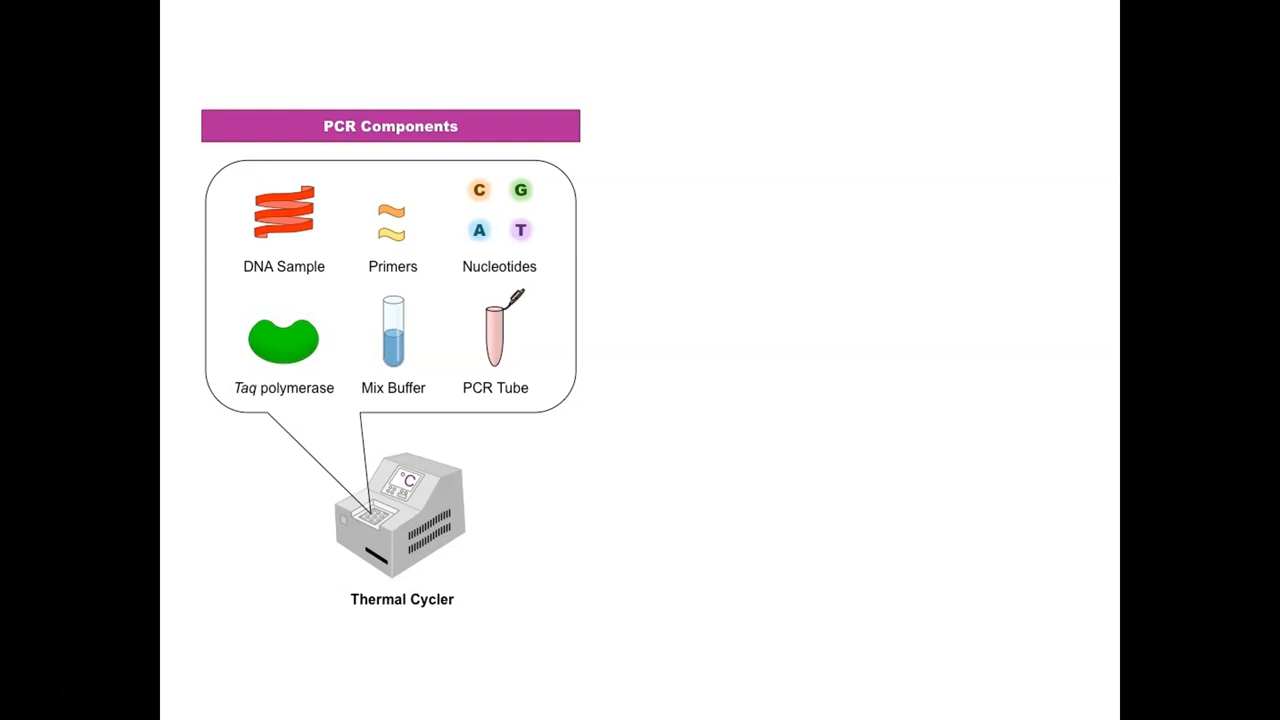 PCR Components
C G
A T
DNA Sample Primers Nucleotides
Taq polymerase Mix Buffer PCR Tube
°C
Thermal Cycler